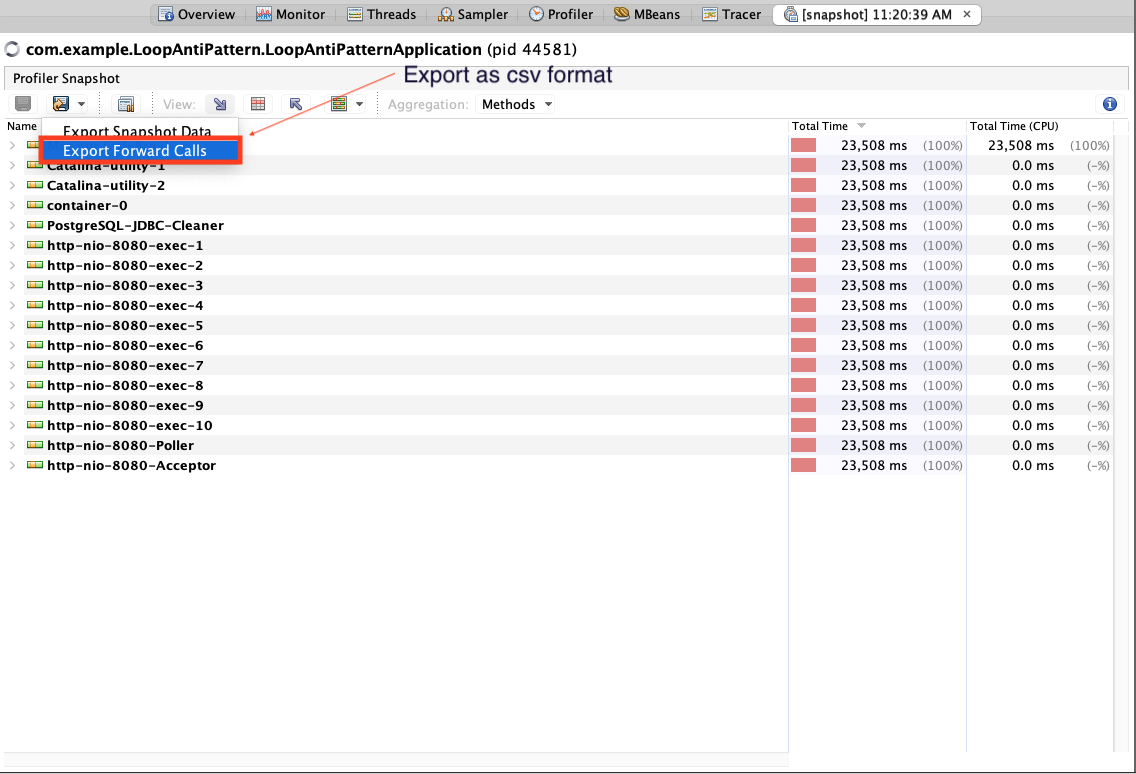 Overview Monitor Threads Sampler Profiler MBeans Tracer [snapshot] 11:20:39 AM ×
com.example.LoopAntiPattern.LoopAntiPatternApplication (pid 44581)
Profiler Snapshot
Export as csv format
View: Aggregation: Methods
Name Total Time Total Time (CPU)
Export Snapshot Data
Export Forward Calls
23,508 ms (100%) 23,508 ms (100%)
Catalina-utility-1 23,508 ms (100%) 0.0 ms (-%)
Catalina-utility-2 23,508 ms (100%) 0.0 ms (-%)
container-0 23,508 ms (100%) 0.0 ms (-%)
PostgreSQL-JDBC-Cleaner 23,508 ms (100%) 0.0 ms (-%)
http-nio-8080-exec-1 23,508 ms (100%) 0.0 ms (-%)
http-nio-8080-exec-2 23,508 ms (100%) 0.0 ms (-%)
http-nio-8080-exec-3 23,508 ms (100%) 0.0 ms (-%)
http-nio-8080-exec-4 23,508 ms (100%) 0.0 ms (-%)
http-nio-8080-exec-5 23,508 ms (100%) 0.0 ms (-%)
http-nio-8080-exec-6 23,508 ms (100%) 0.0 ms (-%)
http-nio-8080-exec-7 23,508 ms (100%) 0.0 ms (-%)
http-nio-8080-exec-8 23,508 ms (100%) 0.0 ms (-%)
http-nio-8080-exec-9 23,508 ms (100%) 0.0 ms (-%)
http-nio-8080-exec-10 23,508 ms (100%) 0.0 ms (-%)
http-nio-8080-Poller 23,508 ms (100%) 0.0 ms (-%)
http-nio-8080-Acceptor 23,508 ms (100%) 0.0 ms (-%)